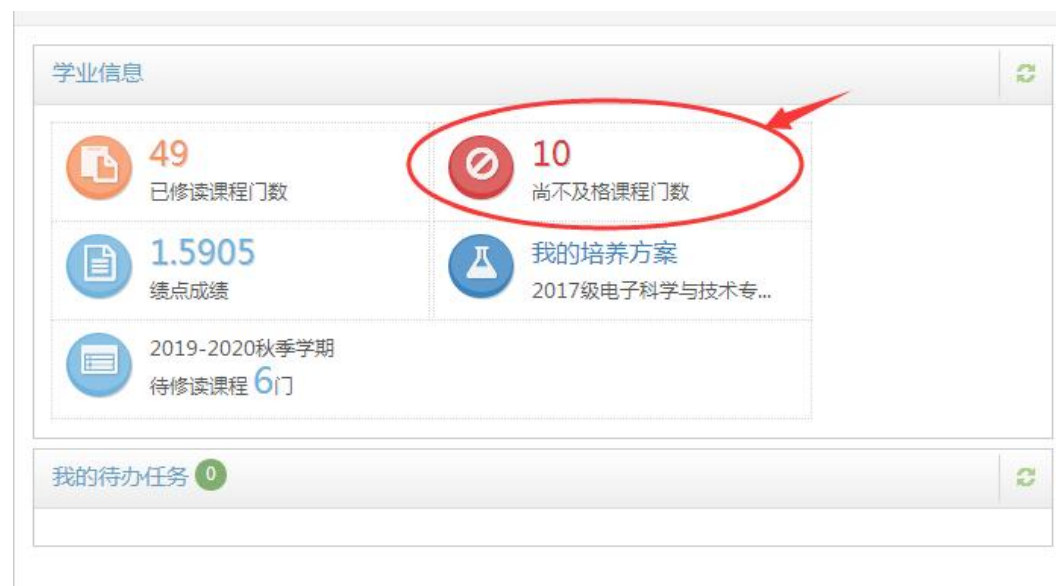 学业信息
49
已修读课程门数
10
尚不及格课程门数
1.5905
绩点成绩
我的培养方案
2017级电子科学与技术专...
2019-2020秋季学期
待修读课程 6门
我的待办任务 0